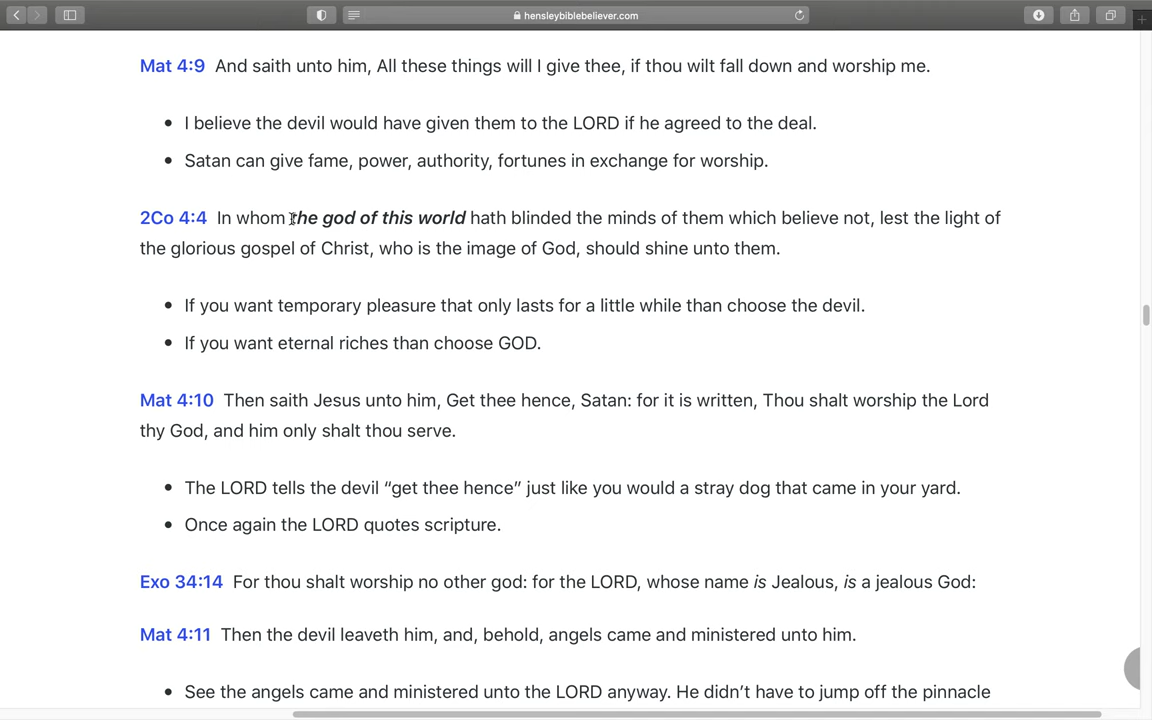 hensleybiblebeliever.com
Mat 4:9 And saith unto him, All these things will I give thee, if thou wilt fall down and worship me.
• I believe the devil would have given them to the LORD if he agreed to the deal.
• Satan can give fame, power, authority, fortunes in exchange for worship.
2Co 4:4 In whom the god of this world hath blinded the minds of them which believe not, lest the light of
the glorious gospel of Christ, who is the image of God, should shine unto them.
• If you want temporary pleasure that only lasts for a little while than choose the devil.
• If you want eternal riches than choose GOD.
Mat 4:10 Then saith Jesus unto him, Get thee hence, Satan: for it is written, Thou shalt worship the Lord
thy God, and him only shalt thou serve.
• The LORD tells the devil “get thee hence” just like you would a stray dog that came in your yard.
• Once again the LORD quotes scripture.
Exo 34:14 For thou shalt worship no other god: for the LORD, whose name is Jealous, is a jealous God:
Mat 4:11 Then the devil leaveth him, and, behold, angels came and ministered unto him.
• See the angels came and ministered unto the LORD anyway. He didn’t have to jump off the pinnacle